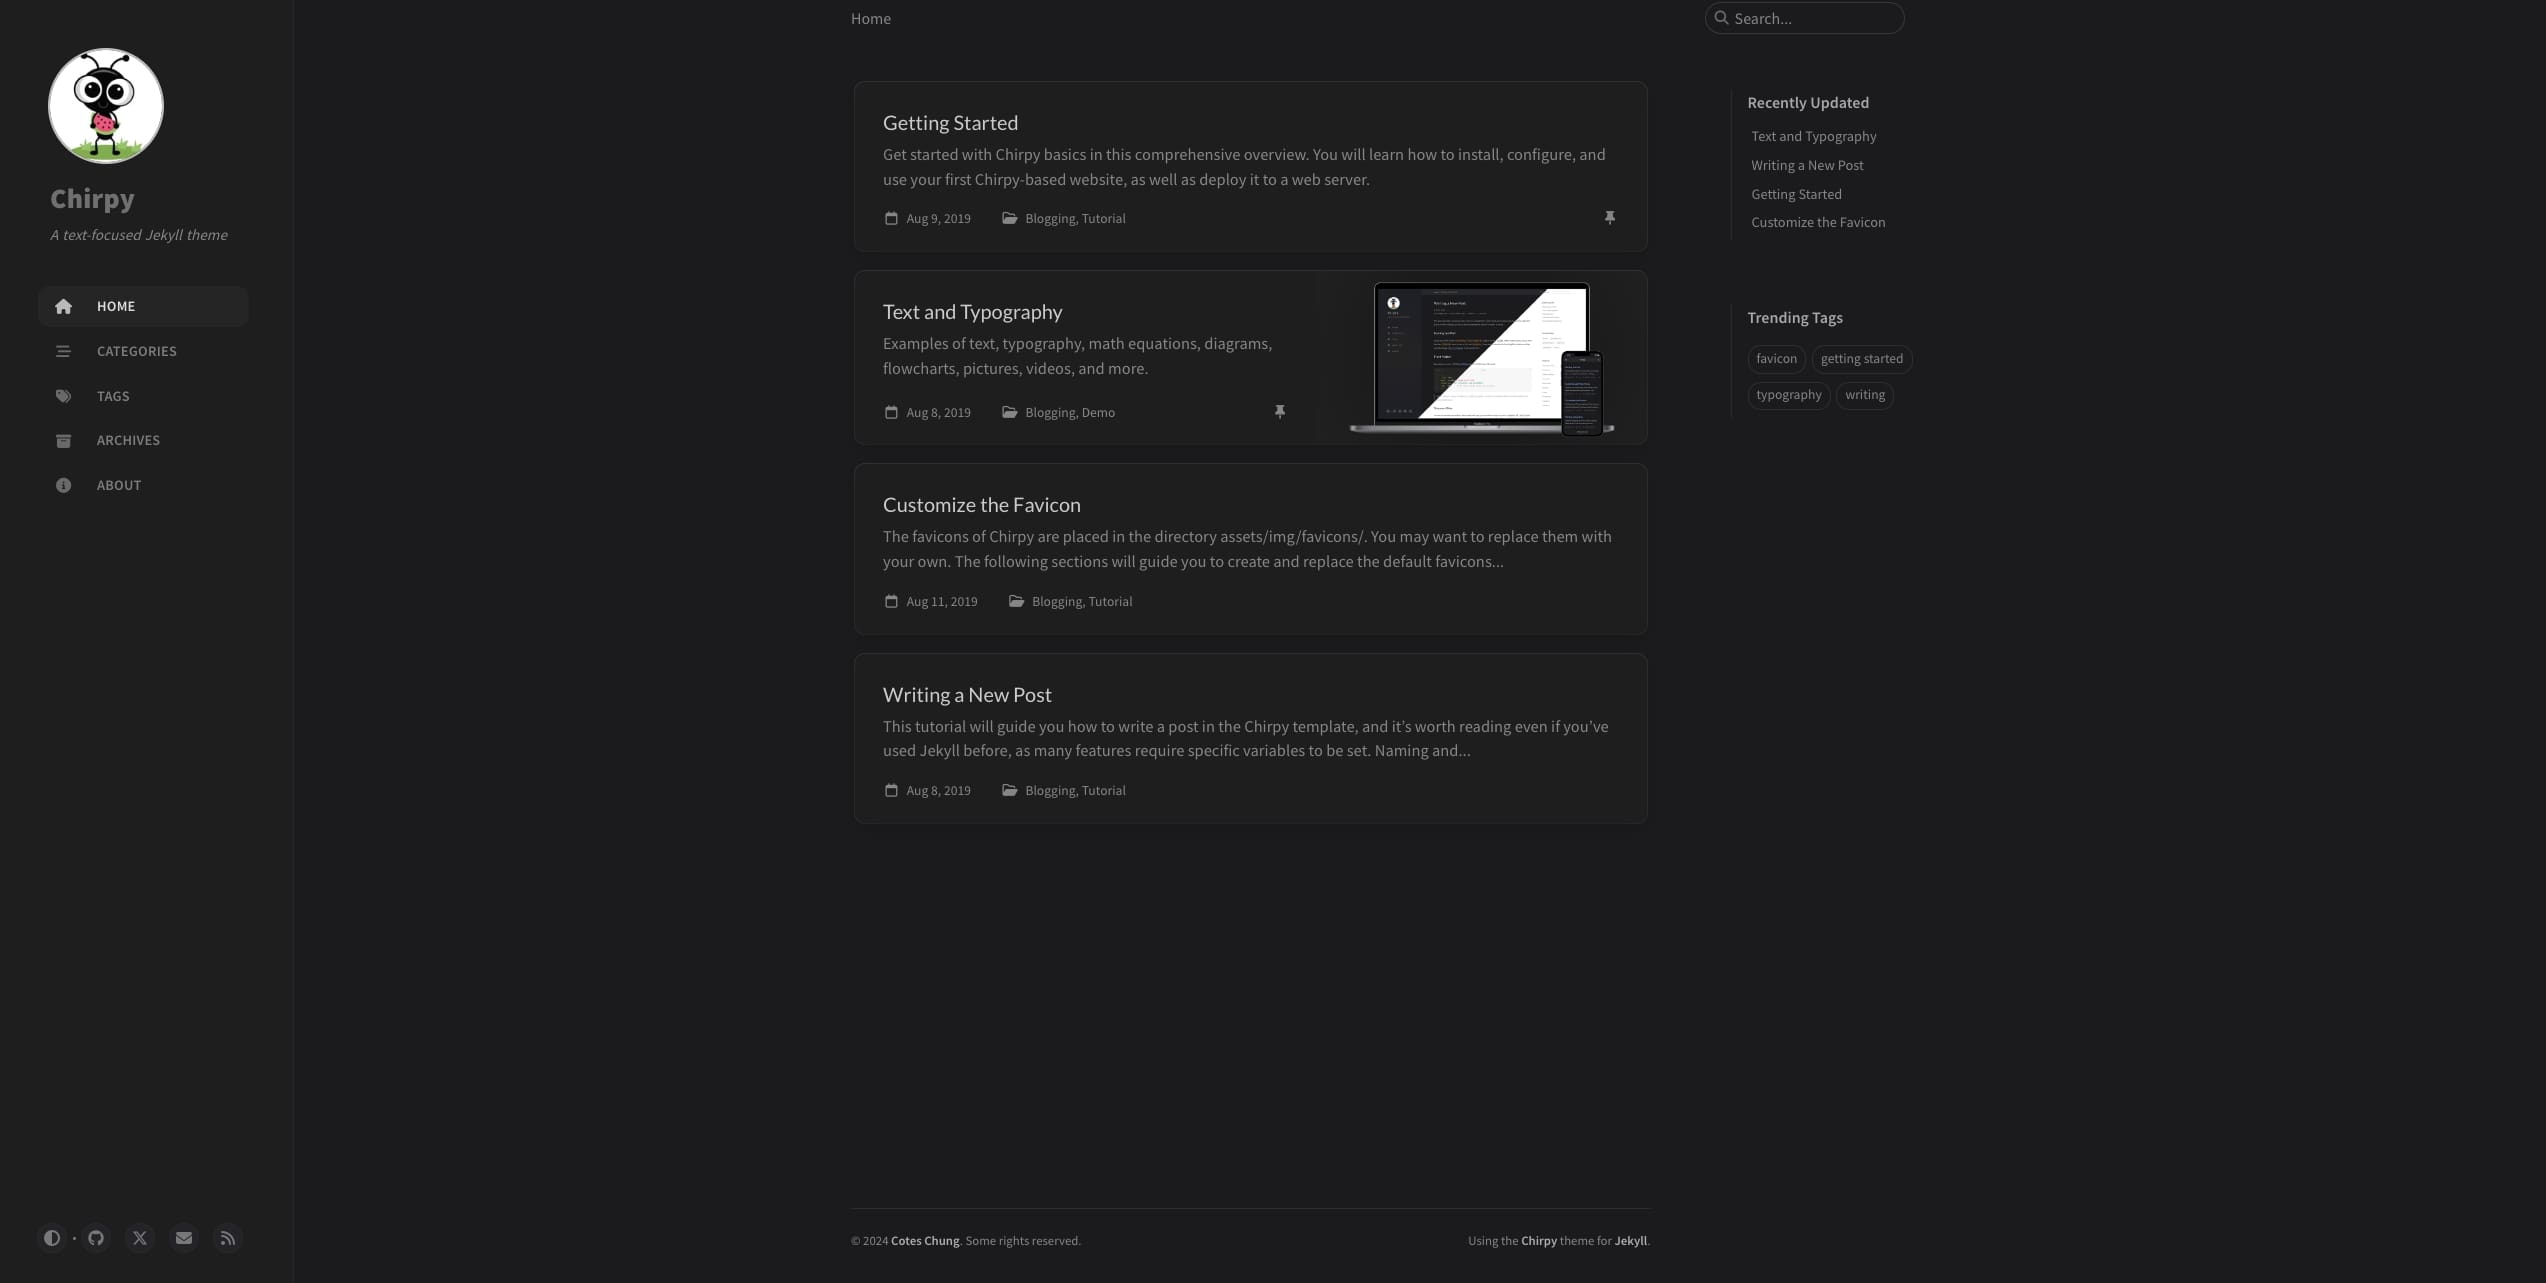 Chirpy
A text-focused Jekyll theme
HOME
CATEGORIES
TAGS
ARCHIVES
ABOUT
Home
Search...
Getting Started
Get started with Chirpy basics in this comprehensive overview. You will learn how to install, configure, and
use your first Chirpy-based website, as well as deploy it to a web server.
Aug 9, 2019 Blogging, Tutorial
Text and Typography
Examples of text, typography, math equations, diagrams,
flowcharts, pictures, videos, and more.
Aug 8, 2019 Blogging, Demo
Customize the Favicon
The favicons of Chirpy are placed in the directory assets/img/favicons/. You may want to replace them with
your own. The following sections will guide you to create and replace the default favicons...
Aug 11, 2019 Blogging, Tutorial
Writing a New Post
This tutorial will guide you how to write a post in the Chirpy template, and it’s worth reading even if you’ve
used Jekyll before, as many features require specific variables to be set. Naming and...
Aug 8, 2019 Blogging, Tutorial
Recently Updated
Text and Typography
Writing a New Post
Getting Started
Customize the Favicon
Trending Tags
favicon getting started
typography writing
© 2024 Cotes Chung. Some rights reserved.
Using the Chirpy theme for Jekyll.